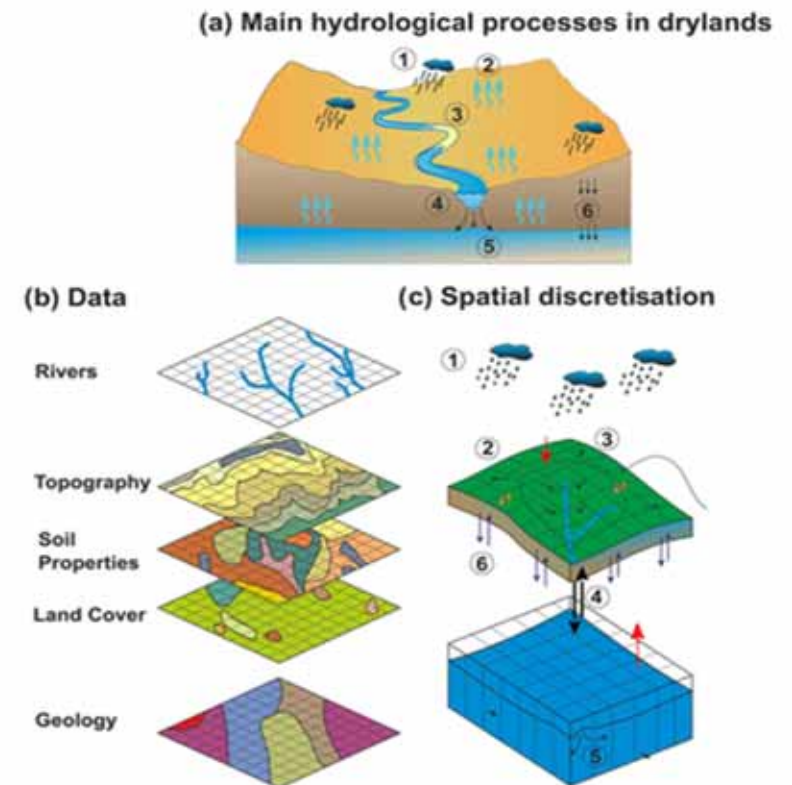 (a) Main hydrological processes in drylands
1
2
3
4
5
6
(b) Data
Rivers
Topography
Soil
Properties
Land Cover
Geology
(c) Spatial discretisation
1
2
3
6
4
5